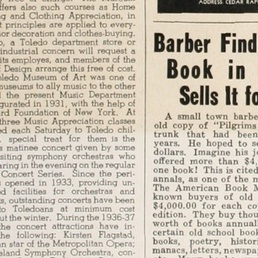 offers also such courses as Home
and Clothing Appreciation, in
t principles are applied to every-
ior decoration and clothes-buying.
, a Toledo department store or
industrial concern will request a
its employes, and members of the
Design arrange this free of cost.
Toledo Museum of Art was one of
museums to ally music to the other
the present Music Department
gurated in 1931, with the help of
rd Foundation of New York. At
three Music Appreciation classes
ted each Saturday to Toledo chil-
special treat for them is the
s matinee concert given by some
visiting symphony orchestras who
earing in the evening on the regular
Concert Series. Since the peri-
opened in 1933, providing un-
d facilities for orchestras and
outstanding concerts have been
to Toledoans at minimum cost
out the winter. During the 1936-37
the concert attractions have in-
following: Kirsten Flagstad,
an star of the Metropolitan Opera;
eland Symphony Orchestra, con-
ADDRESS CEDAR RAP
Barber Find
Book in
Sells It fo
A small town barbe
old copy of "Pilgrims
trunk that had been
years. He hoped to
dollars. Imagine his jo
offered more than $4,
one book! This is cited
annals, as one of the m
The American Book M
known buyers of old
$4,000.00 for each co
edition. They buy thou
worth of books annual
certain old school book
books, poetry, histori
manacs, letters, newspa